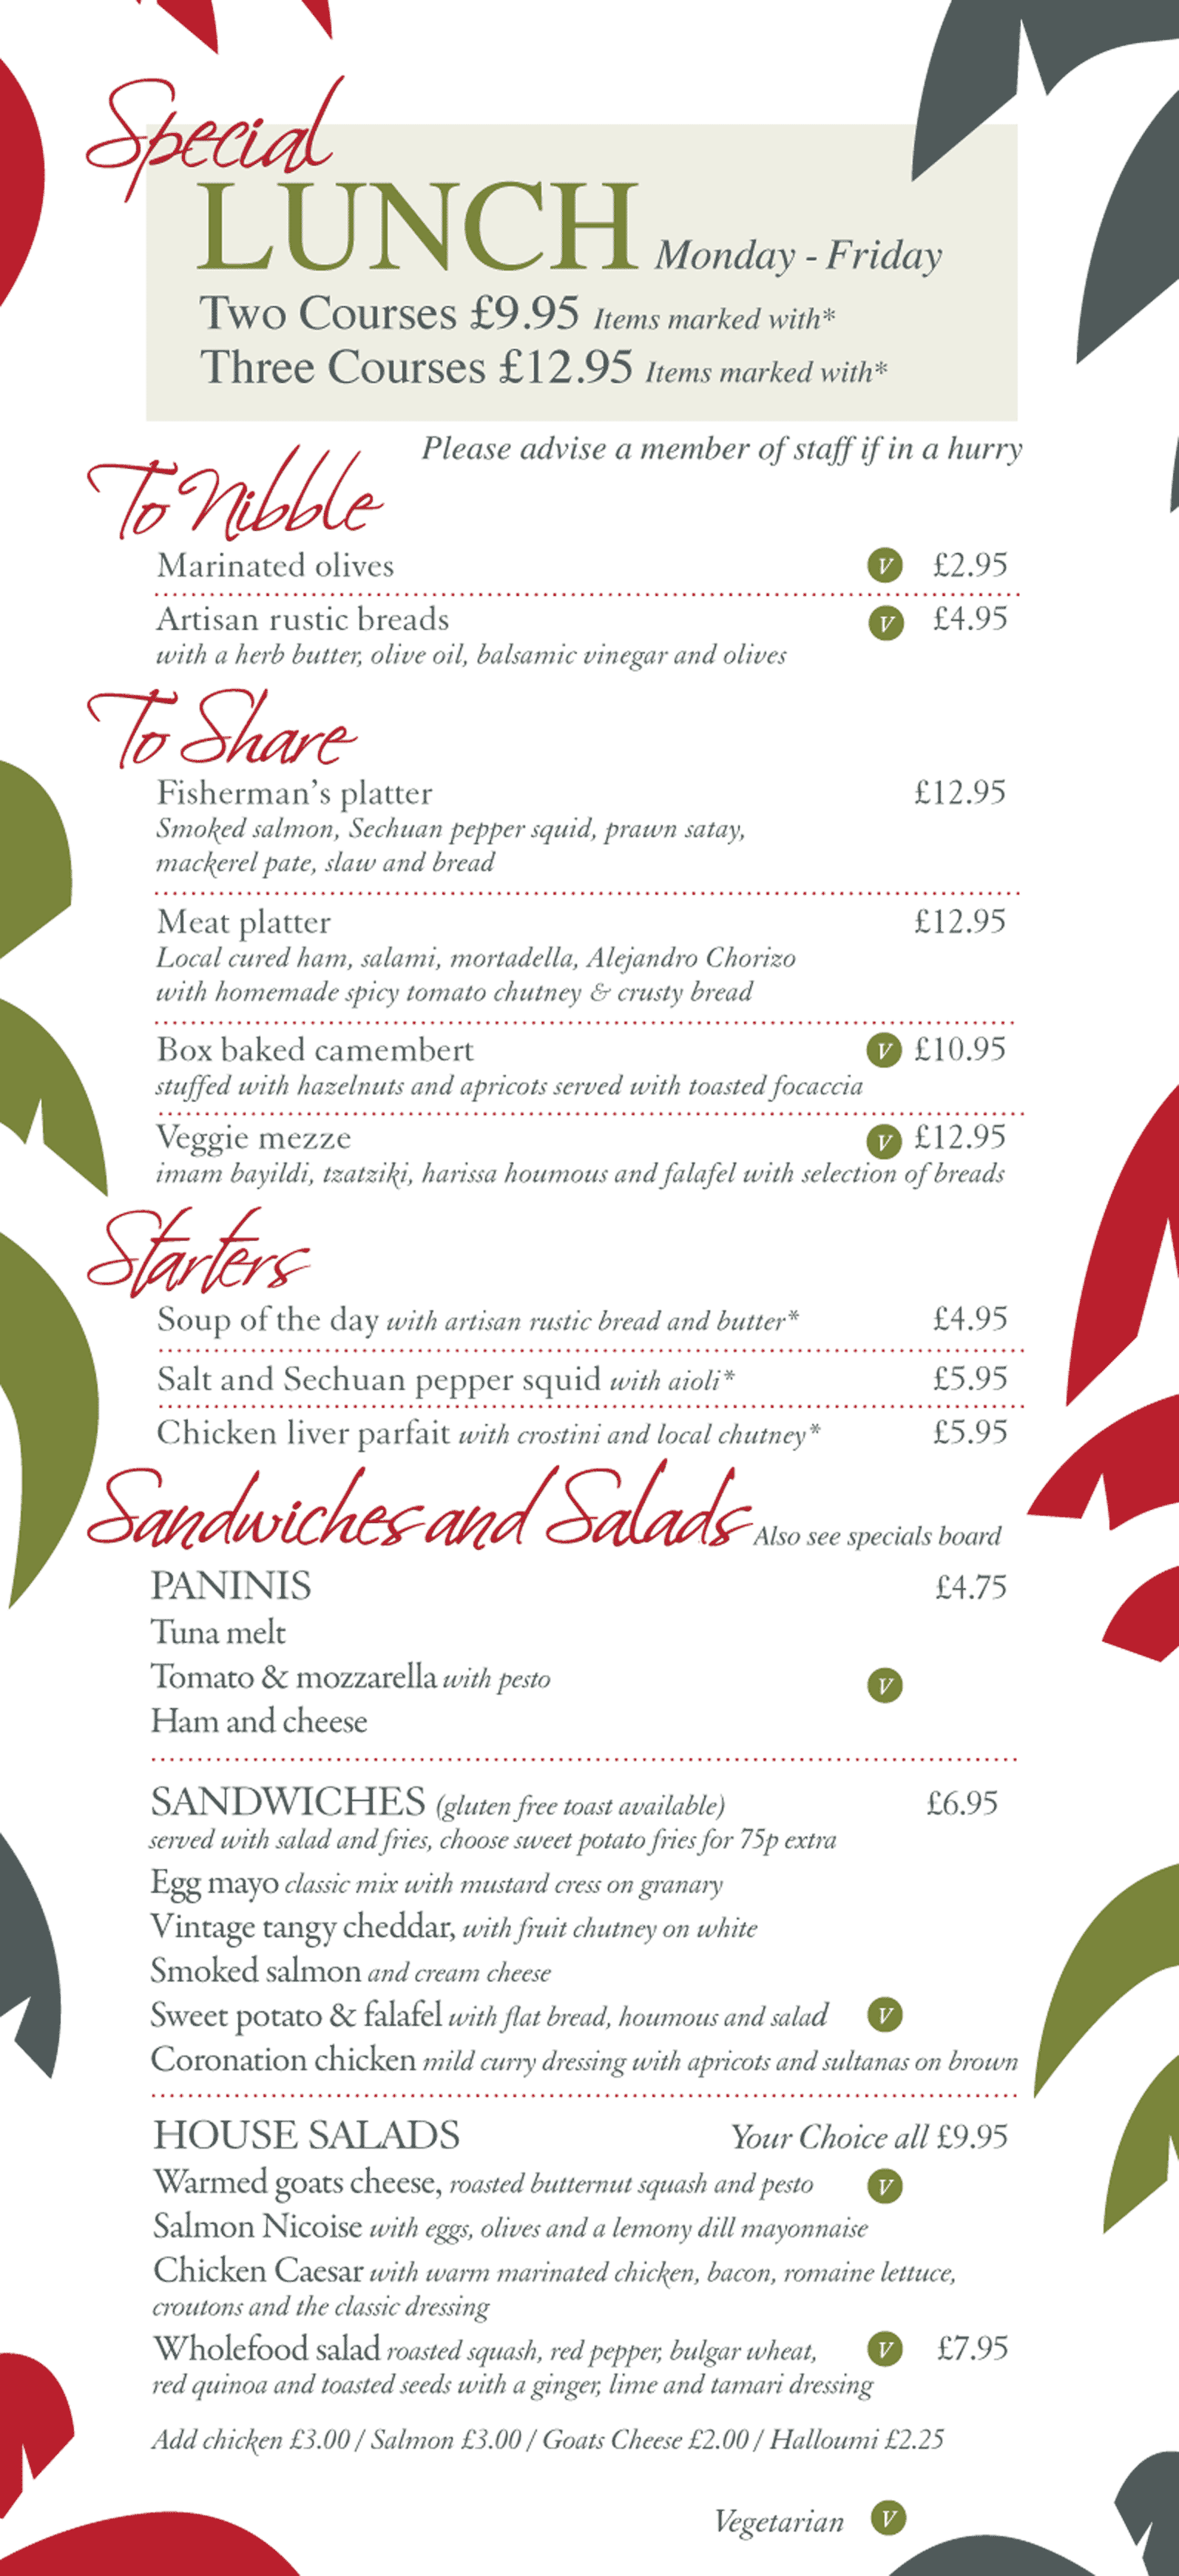 Special
LUNCH Monday - Friday
Two Courses £9.95 Items marked with*
Three Courses £12.95 Items marked with*
Please advise a member of staff if in a hurry
To Nibble
Marinated olives V £2.95
Artisan rustic breads V £4.95
with a herb butter, olive oil, balsamic vinegar and olives
To Share
Fisherman's platter £12.95
Smoked salmon, Sechuan pepper squid, prawn satay,
mackerel pate, slaw and bread
Meat platter £12.95
Local cured ham, salami, mortadella, Alejandro Chorizo
with homemade spicy tomato chutney & crusty bread
Box baked camembert V £10.95
stuffed with hazelnuts and apricots served with toasted focaccia
Veggie mezze V £12.95
imam bayildi, tzatziki, harissa houmous and falafel with selection of breads
Starters
Soup of the day with artisan rustic bread and butter* £4.95
Salt and Sechuan pepper squid with aioli* £5.95
Chicken liver parfait with crostini and local chutney* £5.95
Sandwiches and Salads Also see specials board
PANINIS £4.75
Tuna melt
Tomato & mozzarella with pesto V
Ham and cheese
SANDWICHES (gluten free toast available) £6.95
served with salad and fries, choose sweet potato fries for 75p extra
Egg mayo classic mix with mustard cress on granary
Vintage tangy cheddar, with fruit chutney on white
Smoked salmon and cream cheese
Sweet potato & falafel with flat bread, houmous and salad V
Coronation chicken mild curry dressing with apricots and sultanas on brown
HOUSE SALADS Your Choice all £9.95
Warmed goats cheese, roasted butternut squash and pesto V
Salmon Nicoise with eggs, olives and a lemony dill mayonnaise
Chicken Caesar with warm marinated chicken, bacon, romaine lettuce,
croutons and the classic dressing
Wholefood salad roasted squash, red pepper, bulgar wheat, V £7.95
red quinoa and toasted seeds with a ginger, lime and tamari dressing
Add chicken £3.00 / Salmon £3.00 / Goats Cheese £2.00 / Halloumi £2.25
Vegetarian V